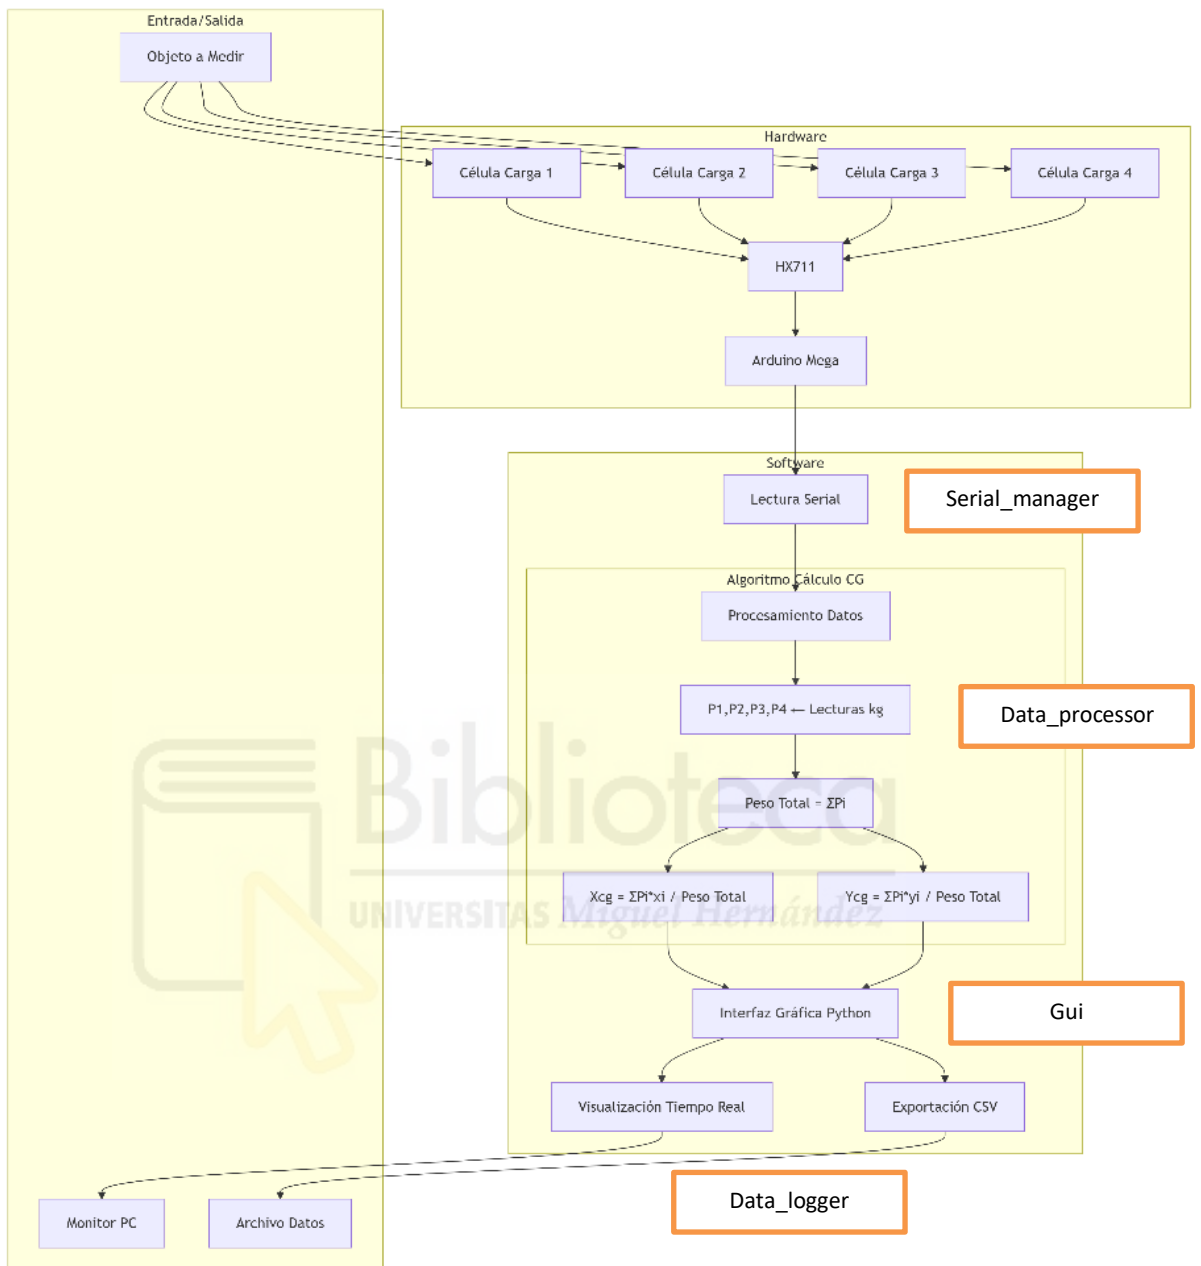 Entrada/Salida
Objeto a Medir
Hardware
Célula Carga 1
Célula Carga 2
Célula Carga 3
Célula Carga 4
HX711
Arduino Mega
Software
Lectura Serial
Serial_manager
Algoritmo Cálculo CG
Procesamiento Datos
P1,P2,P3,P4 ← Lecturas kg
Data_processor
Peso Total = ΣPi
Xcg = ΣPi*xi / Peso Total
Ycg = ΣPi*yi / Peso Total
Biblioteca
UNIVERSITAS Miguel Hernández
Interfaz Gráfica Python
Gui
Visualización Tiempo Real
Exportación CSV
Data_logger
Monitor PC
Archivo Datos